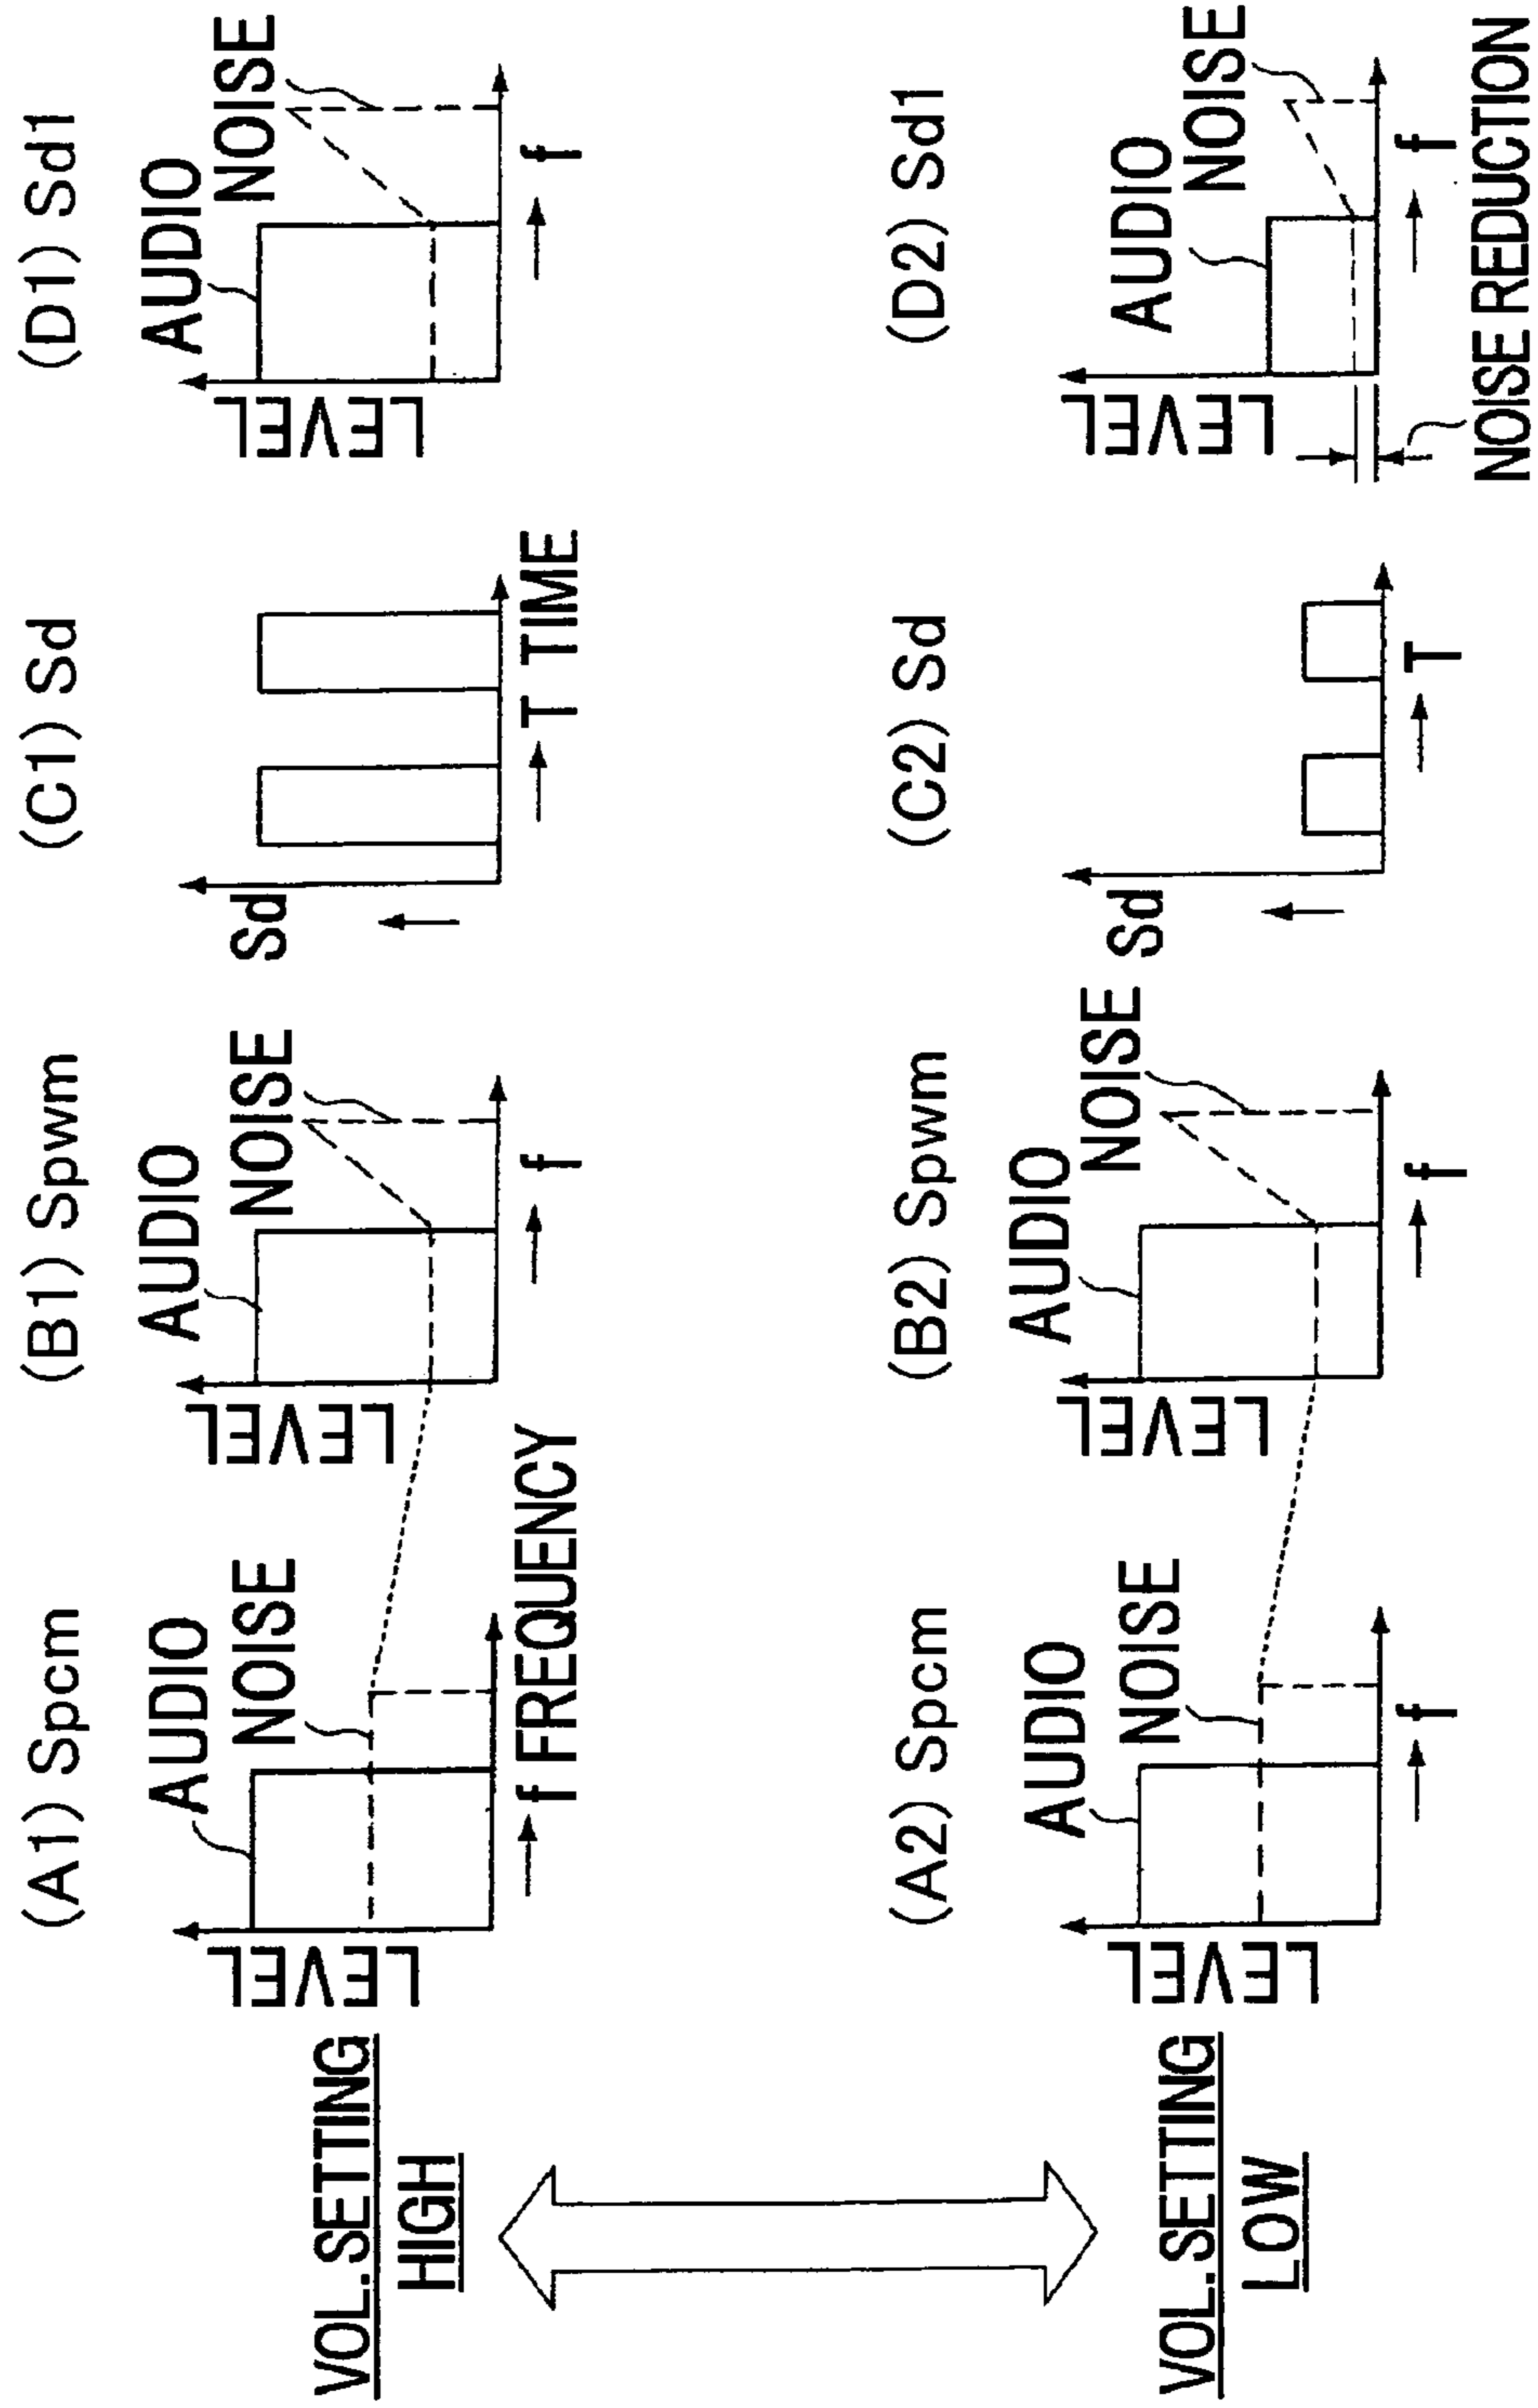 VOL.SETTING
HIGH
(A1) Spcm
LEVEL
AUDIO
NOISE
f FREQUENCY
(B1) Spwm
LEVEL
AUDIO
NOISE
f
(C1) Sd
Sd
T TIME
(D1) Sd1
LEVEL
AUDIO
NOISE
f
VOL.SETTING
LOW
(A2) Spcm
LEVEL
AUDIO
NOISE
f
(B2) Spwm
LEVEL
AUDIO
NOISE
f
(C2) Sd
Sd
T
(D2) Sd1
LEVEL
AUDIO
NOISE
f
NOISE REDUCTION